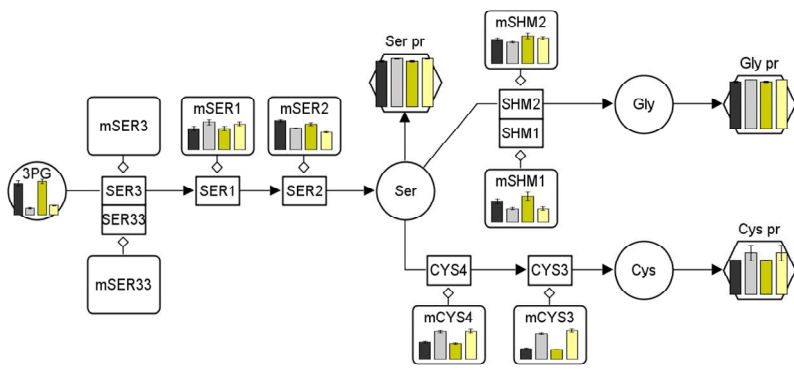 mSHM2
Ser pr
Gly pr
mSER3
mSER1
mSER2
SHM2
Gly
SHM1
3PG
SER3
SER1
SER2
Ser
SER33
mSHM1
mSER33
Cys pr
CYS4
CYS3
Cys
mCYS4
mCYS3